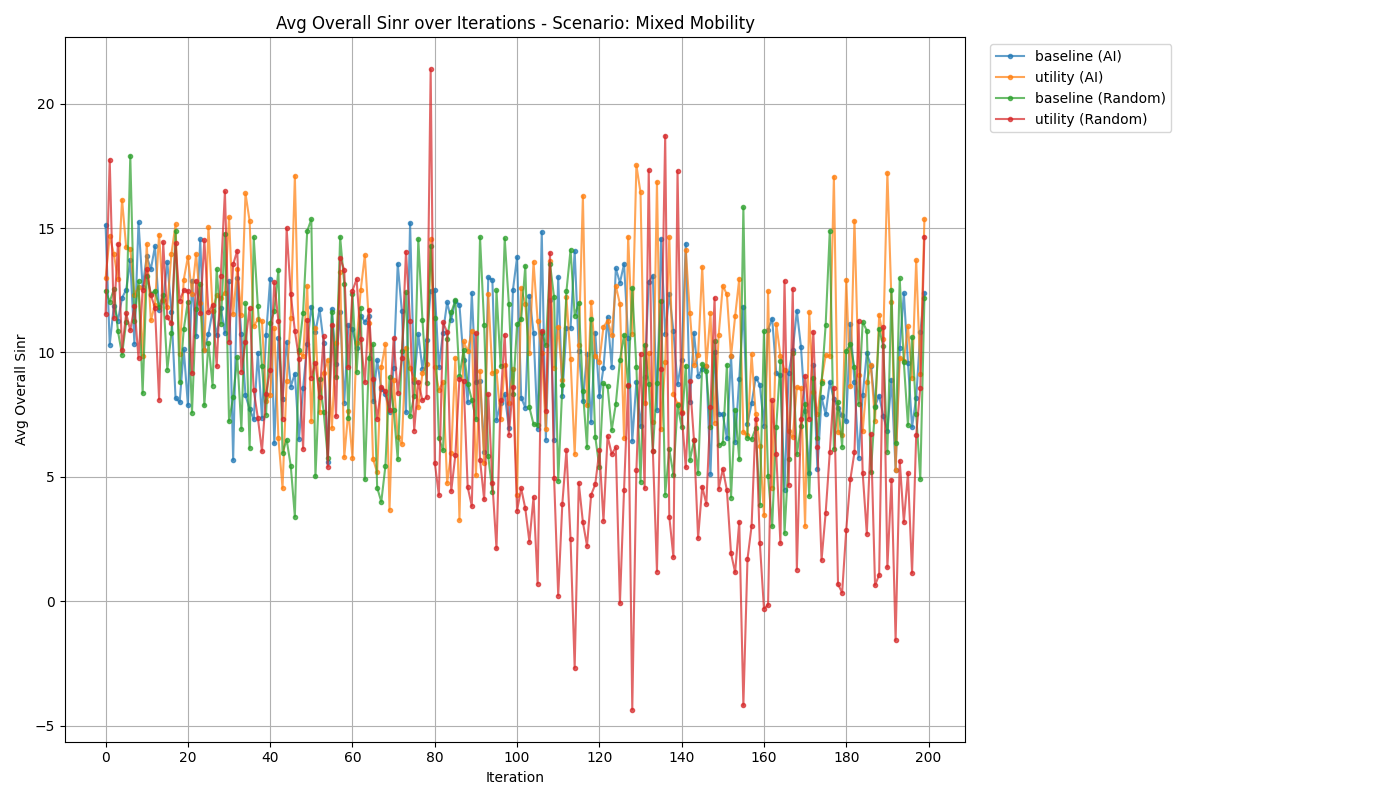 Avg Overall Sinr over Iterations - Scenario: Mixed Mobility
baseline (AI)
utility (AI)
baseline (Random)
utility (Random)
Avg Overall Sinr
20
15
10
5
0
−5
0 20 40 60 80 100 120 140 160 180 200
Iteration